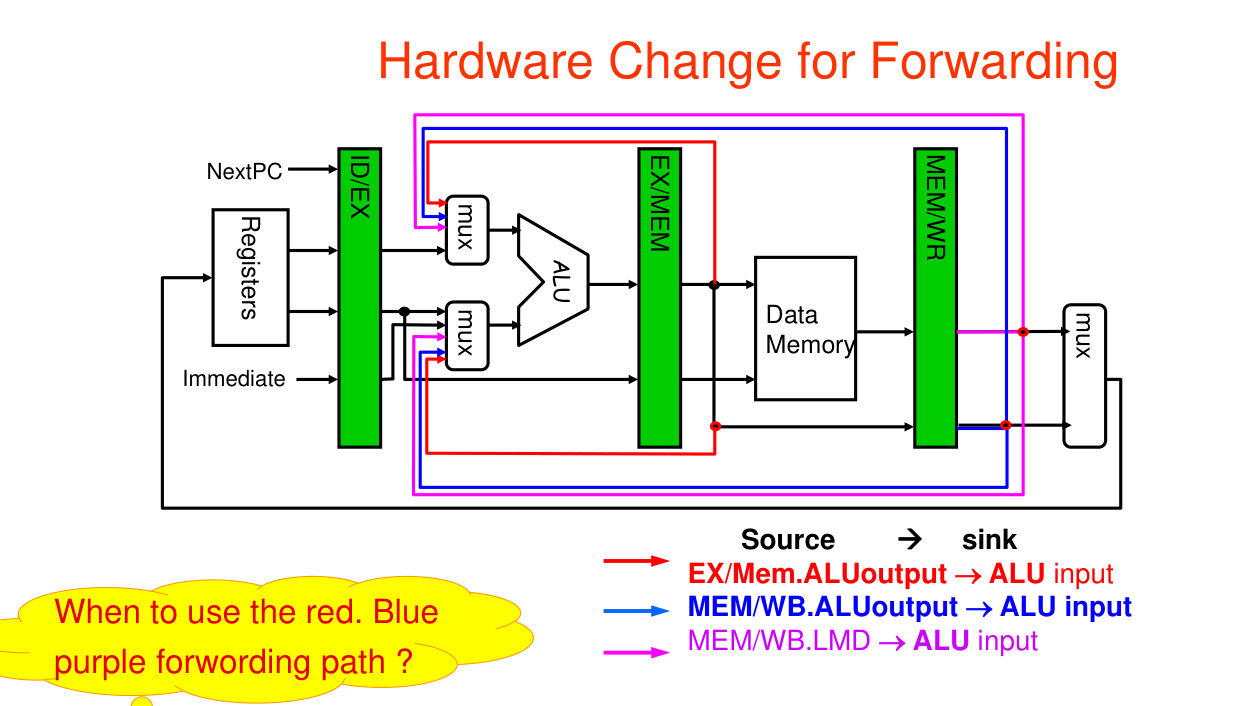 Hardware Change for Forwarding
NextPC
ID/EX
EX/MEM
MEM/WR
Registers
mux
ALU
mux
Data
Memory
mux
Immediate
Source → sink
EX/Mem.ALUoutput → ALU input
MEM/WB.ALUoutput → ALU input
MEM/WB.LMD → ALU input
When to use the red. Blue
purple forwording path ?